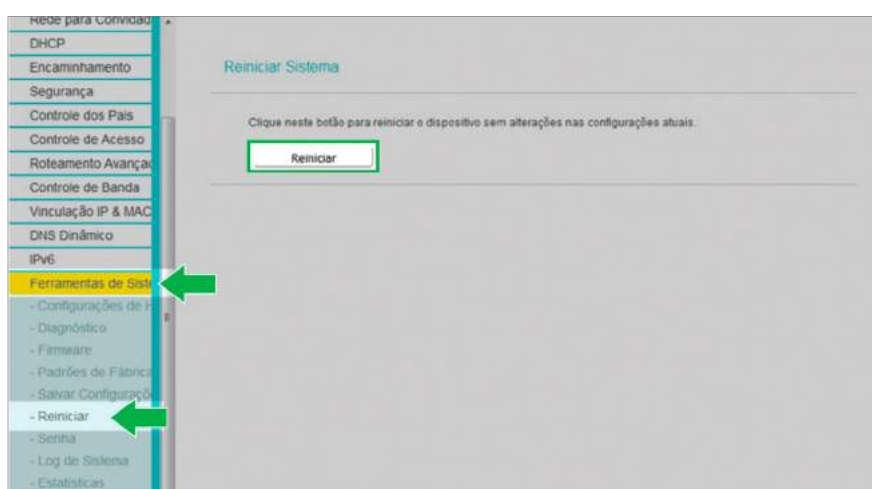 Rede para Convidad
DHCP
Encaminhamento
Segurança
Controle dos Pais
Controle de Acesso
Roteamento Avança
Controle de Banda
Vinculação IP & MAC
DNS Dinâmico
IPv6
Ferramentas de Siste
- Configurações de H
- Diagnóstico
- Firmware
- Padrões de Fábrica
- Salvar Configuraçõ
- Reiniciar
- Senha
- Log de Sistema
- Estatísticas
Reiniciar Sistema
Clique neste botão para reiniciar o dispositivo sem alterações nas configurações atuais.
Reiniciar